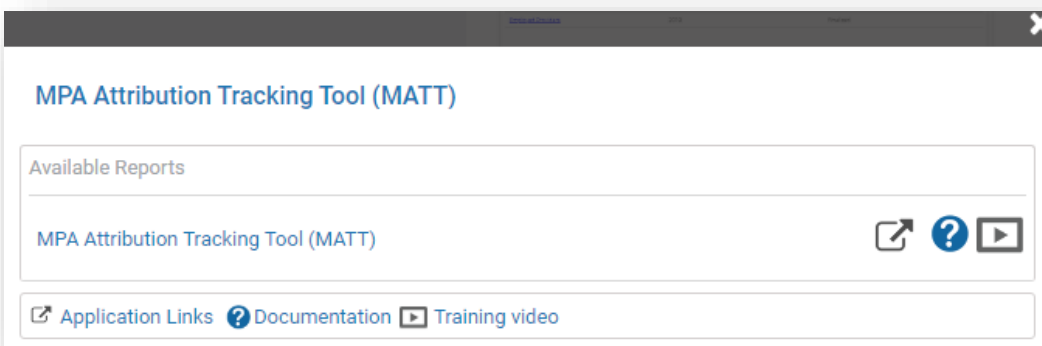 MPA Attribution Tracking Tool (MATT)
Available Reports
MPA Attribution Tracking Tool (MATT)
Application Links Documentation Training video